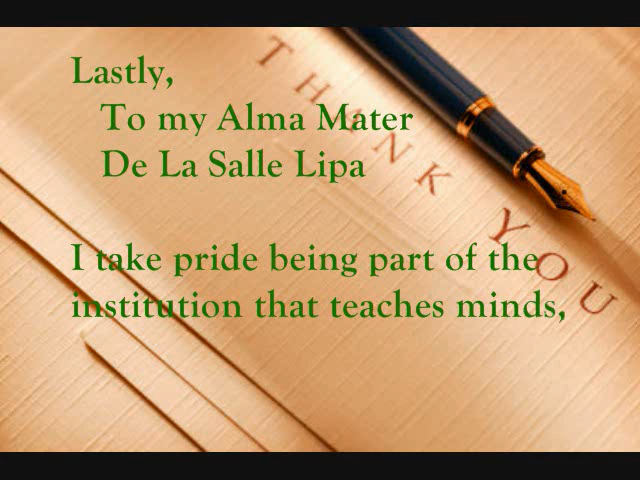 Lastly,
To my Alma Mater
De La Salle Lipa
I take pride being part of the
institution that teaches minds,
THANK YOU